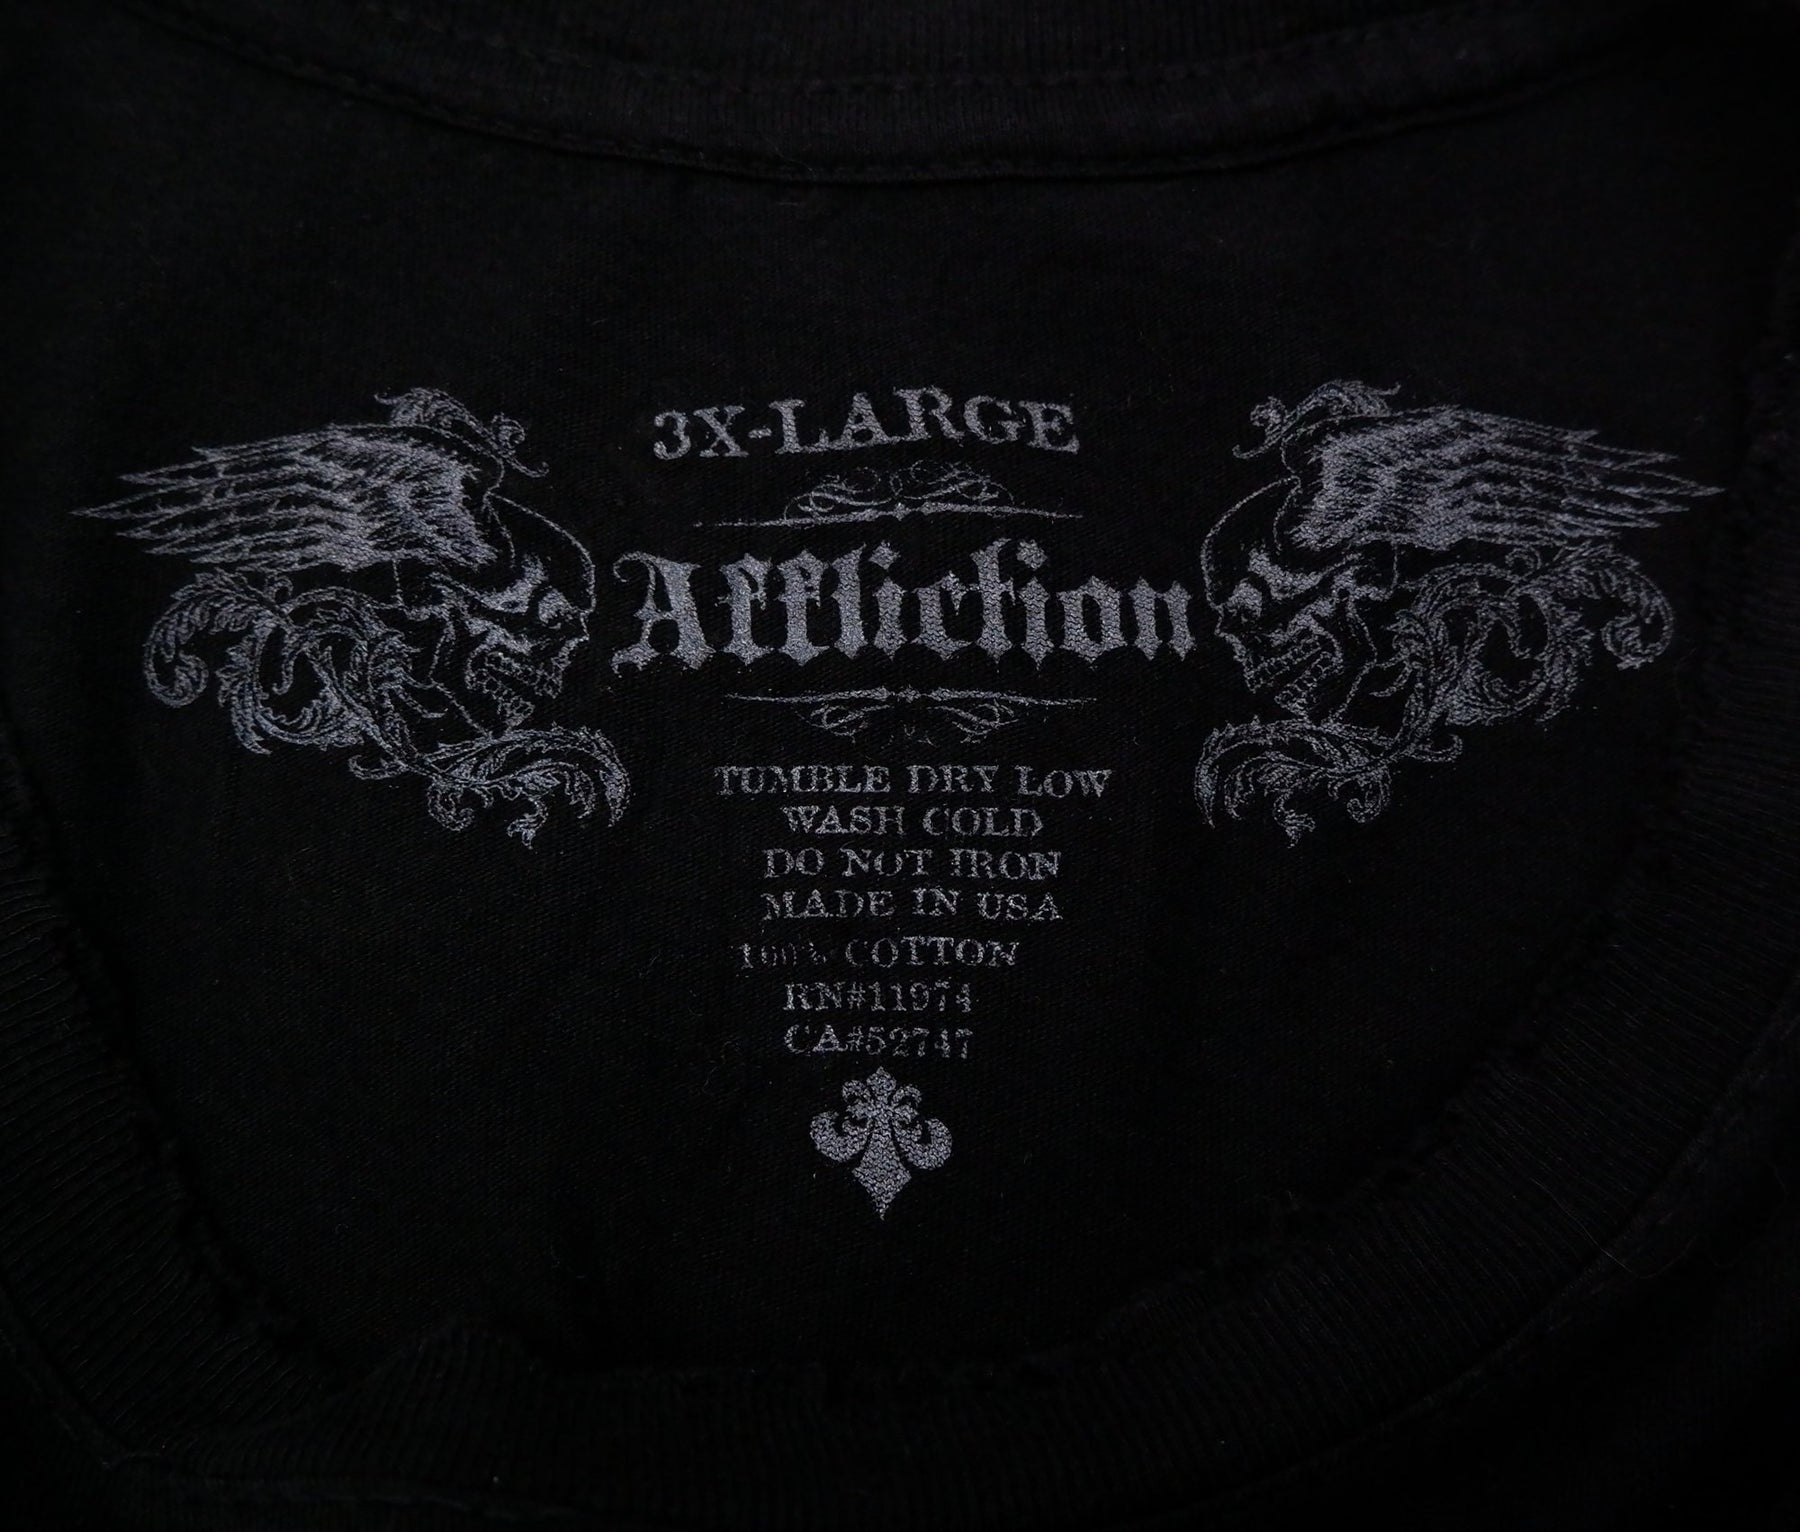 3X-LARGE
Affliction
TUMBLE DRY LOW
WASH COLD
DO NOT IRON
MADE IN USA
100% COTTON
RN#11974
CA#52747